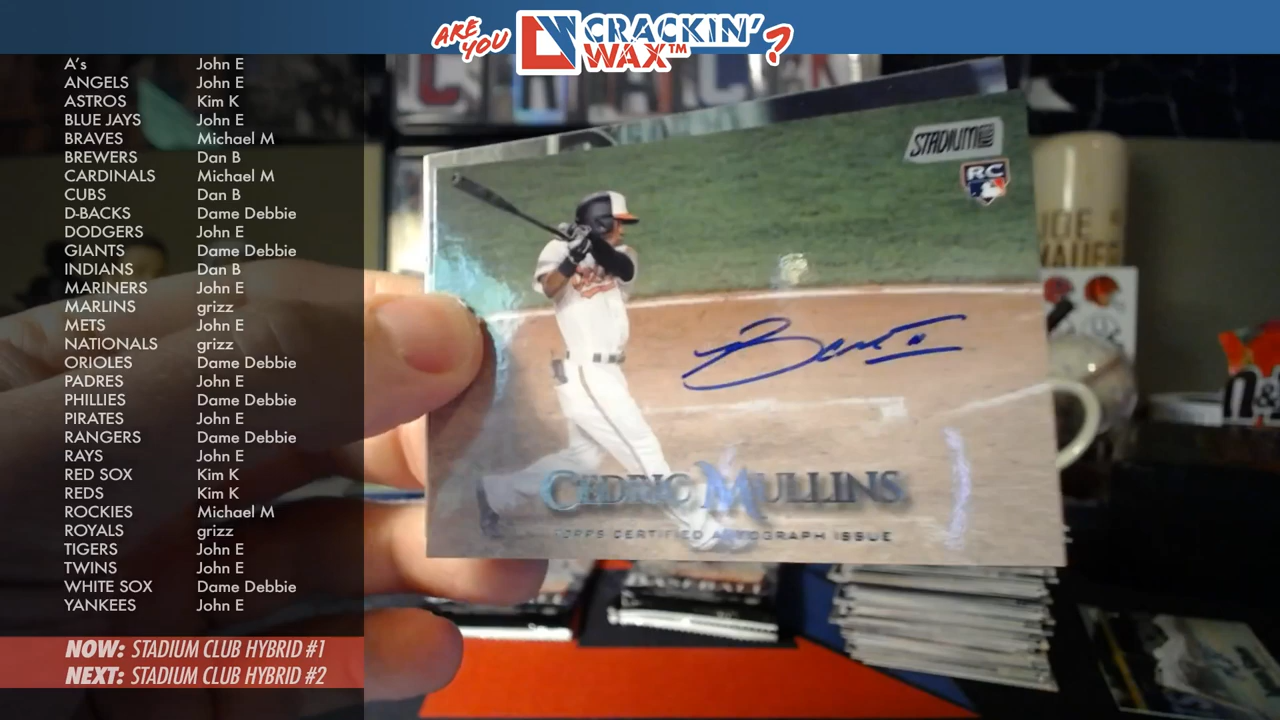 ARE YOU CRACKIN' WAX™ ?
A's John E
ANGELS John E
ASTROS Kim K
BLUE JAYS John E
BRAVES Michael M
BREWERS Dan B
CARDINALS Michael M
CUBS Dan B
D-BACKS Dame Debbie
DODGERS John E
GIANTS Dame Debbie
INDIANS Dan B
MARINERS John E
MARLINS grizz
METS John E
NATIONALS grizz
ORIOLES Dame Debbie
PADRES John E
PHILLIES Dame Debbie
PIRATES John E
RANGERS Dame Debbie
RAYS John E
RED SOX Kim K
REDS Kim K
ROCKIES Michael M
ROYALS grizz
TIGERS John E
TWINS John E
WHITE SOX Dame Debbie
YANKEES John E
NOW: STADIUM CLUB HYBRID #1
NEXT: STADIUM CLUB HYBRID #2
STADIUM
RC
CEDRIC MULLINS
TOPPS CERTIFIED AUTOGRAPH ISSUE